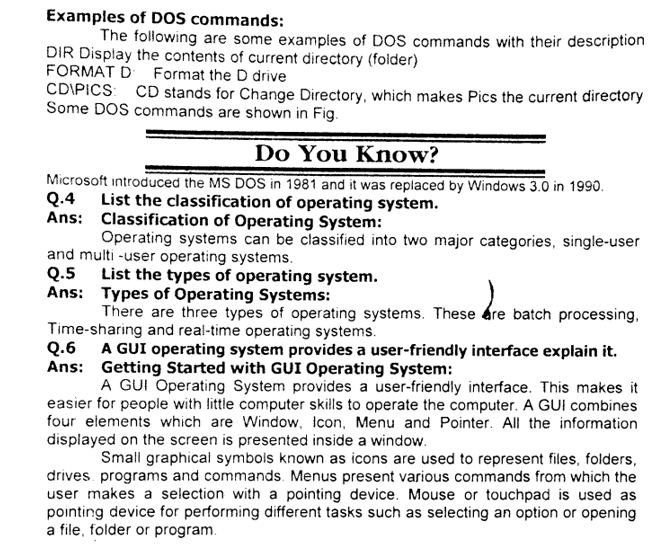 Examples of DOS commands:
The following are some examples of DOS commands with their description
DIR Display the contents of current directory (folder)
FORMAT D: Format the D drive
CD\PICS: CD stands for Change Directory, which makes Pics the current directory
Some DOS commands are shown in Fig.
Do You Know?
Microsoft introduced the MS DOS in 1981 and it was replaced by Windows 3.0 in 1990.
Q.4 List the classification of operating system.
Ans: Classification of Operating System:
Operating systems can be classified into two major categories, single-user
and multi -user operating systems.
Q.5 List the types of operating system.
Ans: Types of Operating Systems:
There are three types of operating systems. These are batch processing,
Time-sharing and real-time operating systems.
Q.6 A GUI operating system provides a user-friendly interface explain it.
Ans: Getting Started with GUI Operating System:
A GUI Operating System provides a user-friendly interface. This makes it
easier for people with little computer skills to operate the computer. A GUI combines
four elements which are Window, Icon, Menu and Pointer. All the information
displayed on the screen is presented inside a window.
Small graphical symbols known as icons are used to represent files, folders,
drives programs and commands. Menus present various commands from which the
user makes a selection with a pointing device. Mouse or touchpad is used as
pointing device for performing different tasks such as selecting an option or opening
a file, folder or program.